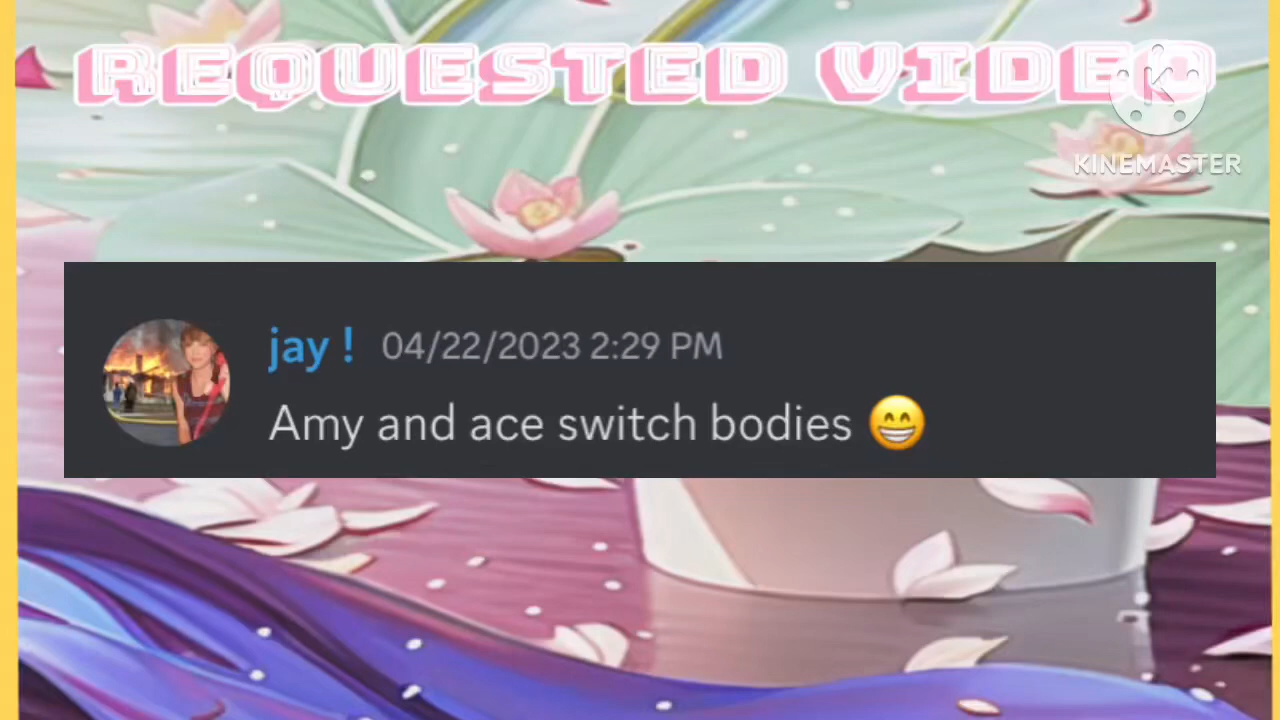 REQUESTED VIDEO
K
KINEMASTER
jay ! 04/22/2023 2:29 PM
Amy and ace switch bodies 😁